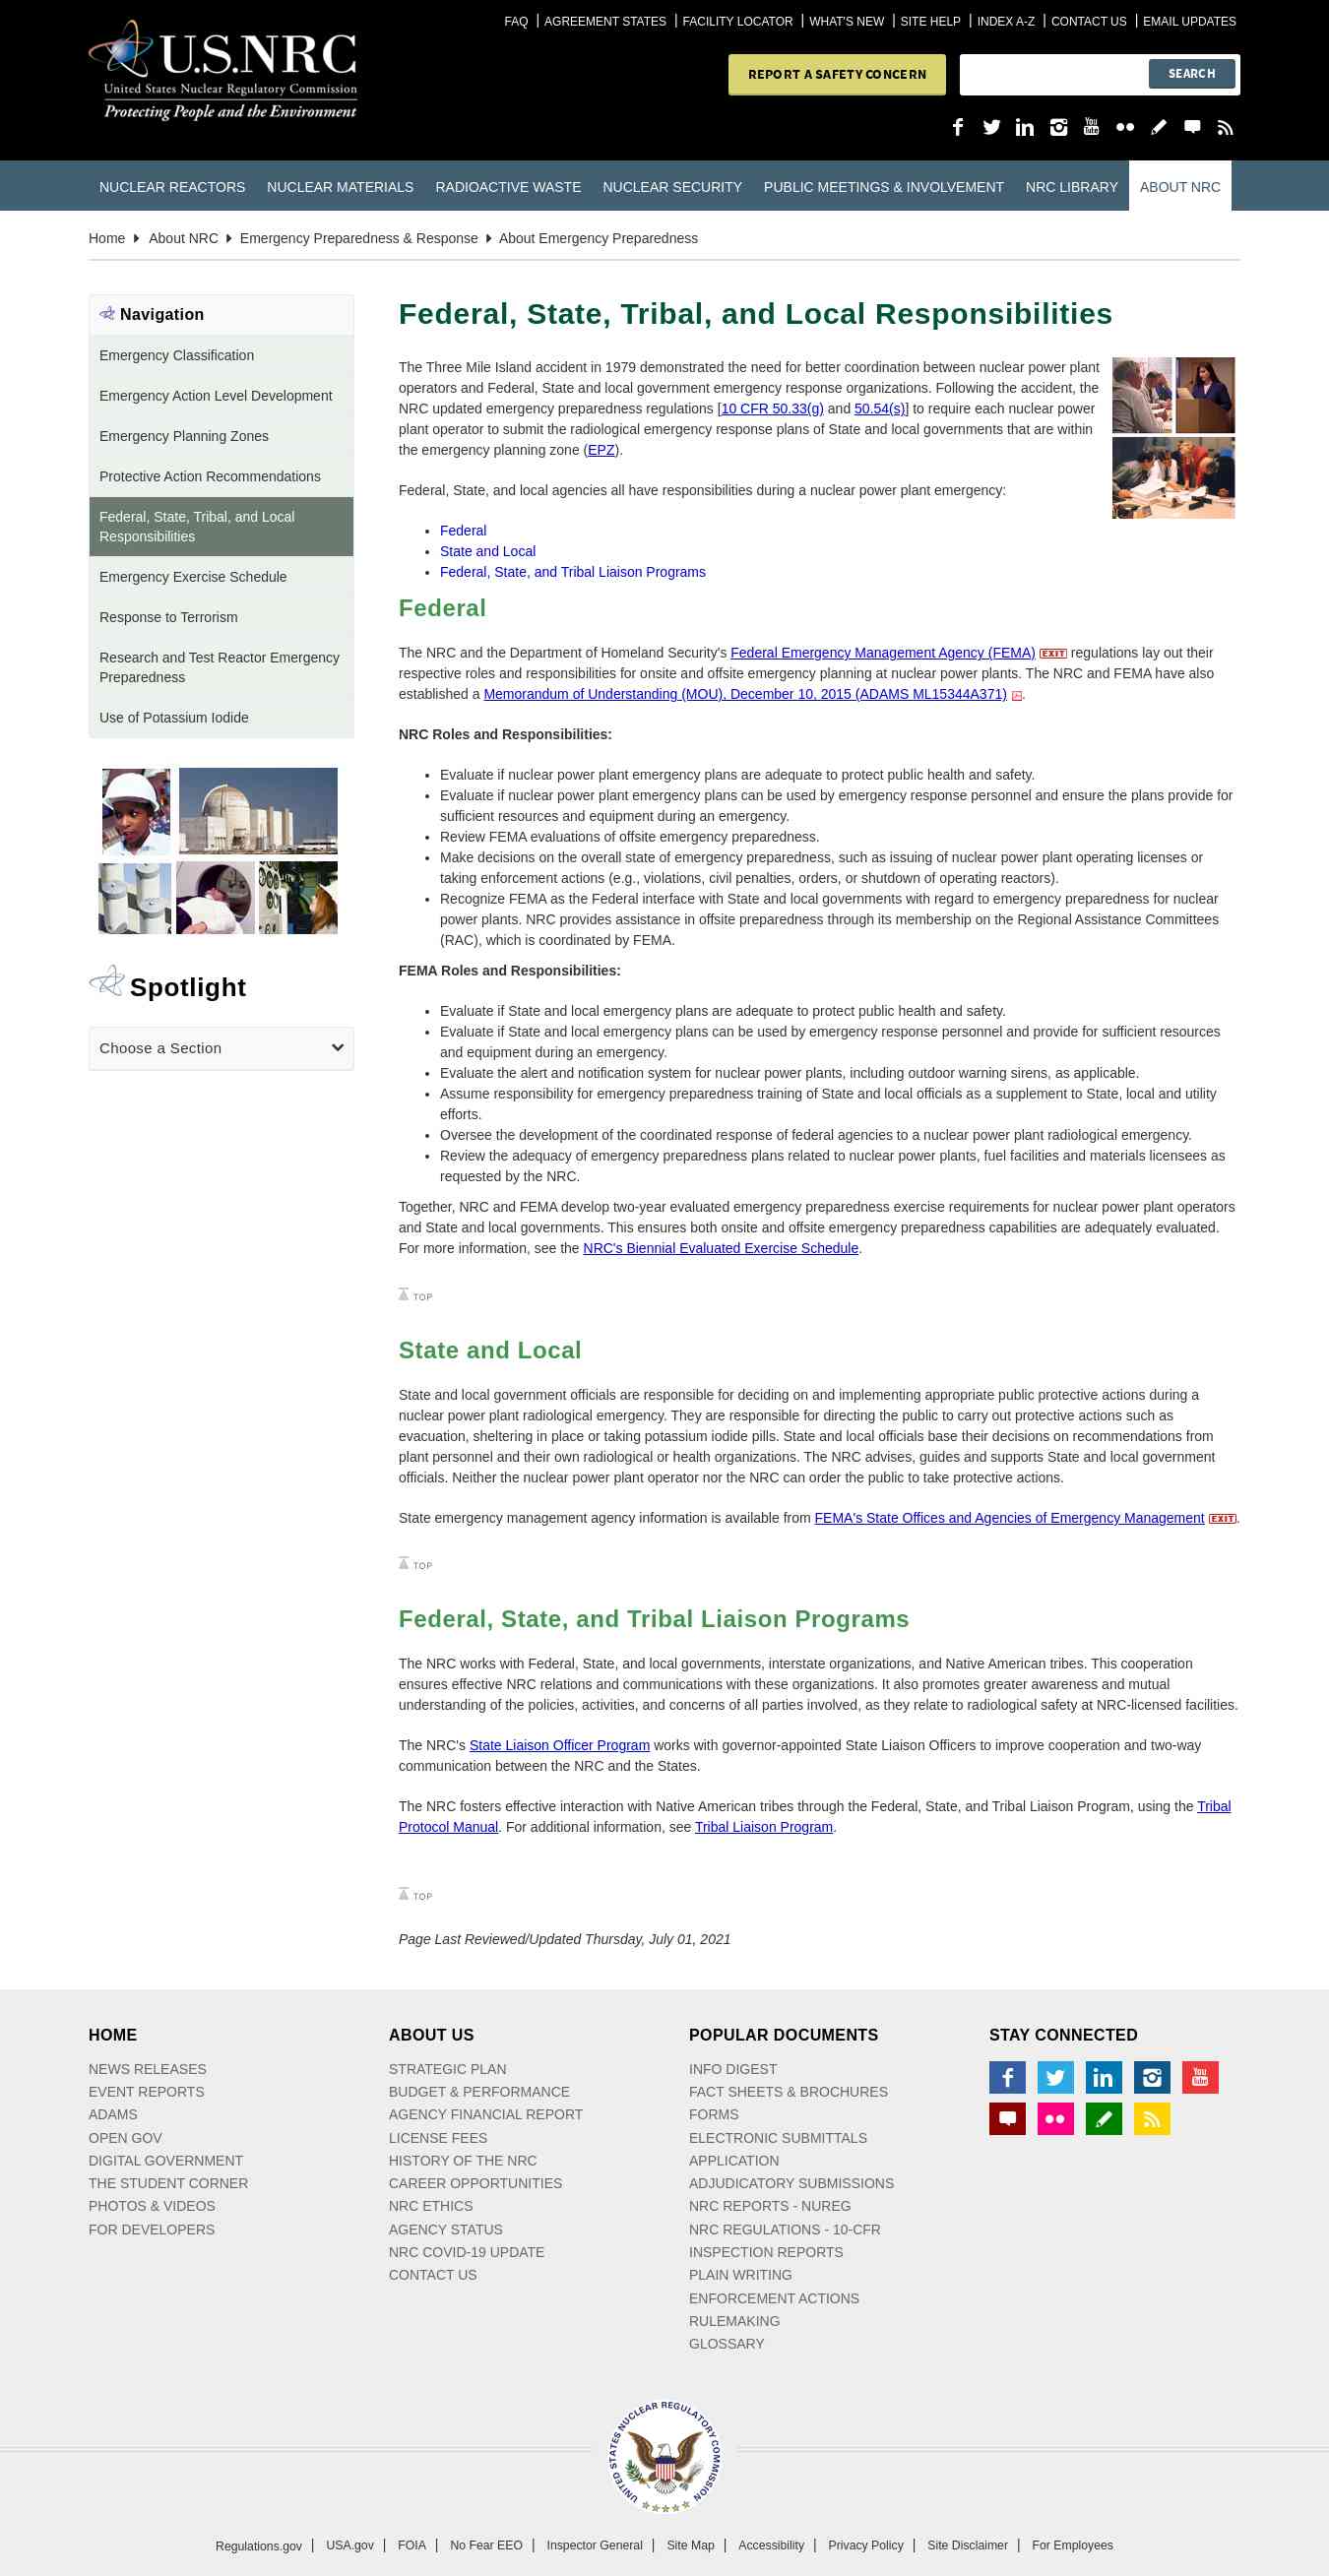 FAQ | AGREEMENT STATES | FACILITY LOCATOR | WHAT'S NEW | SITE HELP | INDEX A-Z | CONTACT US | EMAIL UPDATES
U.S.NRC
United States Nuclear Regulatory Commission
Protecting People and the Environment
REPORT A SAFETY CONCERN
SEARCH
You Tube
NUCLEAR REACTORS NUCLEAR MATERIALS RADIOACTIVE WASTE NUCLEAR SECURITY PUBLIC MEETINGS & INVOLVEMENT NRC LIBRARY ABOUT NRC
Home About NRC Emergency Preparedness & Response About Emergency Preparedness
Navigation
Emergency Classification
Emergency Action Level Development
Emergency Planning Zones
Protective Action Recommendations
Federal, State, Tribal, and Local
Responsibilities
Emergency Exercise Schedule
Response to Terrorism
Research and Test Reactor Emergency
Preparedness
Use of Potassium Iodide
Spotlight
Choose a Section
Federal, State, Tribal, and Local Responsibilities
The Three Mile Island accident in 1979 demonstrated the need for better coordination between nuclear power plant
operators and Federal, State and local government emergency response organizations. Following the accident, the
NRC updated emergency preparedness regulations [10 CFR 50.33(g) and 50.54(s)] to require each nuclear power
plant operator to submit the radiological emergency response plans of State and local governments that are within
the emergency planning zone (EPZ).
Federal, State, and local agencies all have responsibilities during a nuclear power plant emergency:
• Federal
• State and Local
• Federal, State, and Tribal Liaison Programs
Federal
The NRC and the Department of Homeland Security's Federal Emergency Management Agency (FEMA) EXIT regulations lay out their
respective roles and responsibilities for onsite and offsite emergency planning at nuclear power plants. The NRC and FEMA have also
established a Memorandum of Understanding (MOU), December 10, 2015 (ADAMS ML15344A371) .
NRC Roles and Responsibilities:
• Evaluate if nuclear power plant emergency plans are adequate to protect public health and safety.
• Evaluate if nuclear power plant emergency plans can be used by emergency response personnel and ensure the plans provide for
sufficient resources and equipment during an emergency.
• Review FEMA evaluations of offsite emergency preparedness.
• Make decisions on the overall state of emergency preparedness, such as issuing of nuclear power plant operating licenses or
taking enforcement actions (e.g., violations, civil penalties, orders, or shutdown of operating reactors).
• Recognize FEMA as the Federal interface with State and local governments with regard to emergency preparedness for nuclear
power plants. NRC provides assistance in offsite preparedness through its membership on the Regional Assistance Committees
(RAC), which is coordinated by FEMA.
FEMA Roles and Responsibilities:
• Evaluate if State and local emergency plans are adequate to protect public health and safety.
• Evaluate if State and local emergency plans can be used by emergency response personnel and provide for sufficient resources
and equipment during an emergency.
• Evaluate the alert and notification system for nuclear power plants, including outdoor warning sirens, as applicable.
• Assume responsibility for emergency preparedness training of State and local officials as a supplement to State, local and utility
efforts.
• Oversee the development of the coordinated response of federal agencies to a nuclear power plant radiological emergency.
• Review the adequacy of emergency preparedness plans related to nuclear power plants, fuel facilities and materials licensees as
requested by the NRC.
Together, NRC and FEMA develop two-year evaluated emergency preparedness exercise requirements for nuclear power plant operators
and State and local governments. This ensures both onsite and offsite emergency preparedness capabilities are adequately evaluated.
For more information, see the NRC's Biennial Evaluated Exercise Schedule.
TOP
State and Local
State and local government officials are responsible for deciding on and implementing appropriate public protective actions during a
nuclear power plant radiological emergency. They are responsible for directing the public to carry out protective actions such as
evacuation, sheltering in place or taking potassium iodide pills. State and local officials base their decisions on recommendations from
plant personnel and their own radiological or health organizations. The NRC advises, guides and supports State and local government
officials. Neither the nuclear power plant operator nor the NRC can order the public to take protective actions.
State emergency management agency information is available from FEMA's State Offices and Agencies of Emergency Management EXIT.
TOP
Federal, State, and Tribal Liaison Programs
The NRC works with Federal, State, and local governments, interstate organizations, and Native American tribes. This cooperation
ensures effective NRC relations and communications with these organizations. It also promotes greater awareness and mutual
understanding of the policies, activities, and concerns of all parties involved, as they relate to radiological safety at NRC-licensed facilities.
The NRC's State Liaison Officer Program works with governor-appointed State Liaison Officers to improve cooperation and two-way
communication between the NRC and the States.
The NRC fosters effective interaction with Native American tribes through the Federal, State, and Tribal Liaison Program, using the Tribal
Protocol Manual. For additional information, see Tribal Liaison Program.
TOP
Page Last Reviewed/Updated Thursday, July 01, 2021
HOME
NEWS RELEASES
EVENT REPORTS
ADAMS
OPEN GOV
DIGITAL GOVERNMENT
THE STUDENT CORNER
PHOTOS & VIDEOS
FOR DEVELOPERS
ABOUT US
STRATEGIC PLAN
BUDGET & PERFORMANCE
AGENCY FINANCIAL REPORT
LICENSE FEES
HISTORY OF THE NRC
CAREER OPPORTUNITIES
NRC ETHICS
AGENCY STATUS
NRC COVID-19 UPDATE
CONTACT US
POPULAR DOCUMENTS
INFO DIGEST
FACT SHEETS & BROCHURES
FORMS
ELECTRONIC SUBMITTALS
APPLICATION
ADJUDICATORY SUBMISSIONS
NRC REPORTS - NUREG
NRC REGULATIONS - 10-CFR
INSPECTION REPORTS
PLAIN WRITING
ENFORCEMENT ACTIONS
RULEMAKING
GLOSSARY
STAY CONNECTED
You Tube
UNITED STATES NUCLEAR REGULATORY COMMISSION
Regulations.gov | USA.gov | FOIA | No Fear EEO | Inspector General | Site Map | Accessibility | Privacy Policy | Site Disclaimer | For Employees